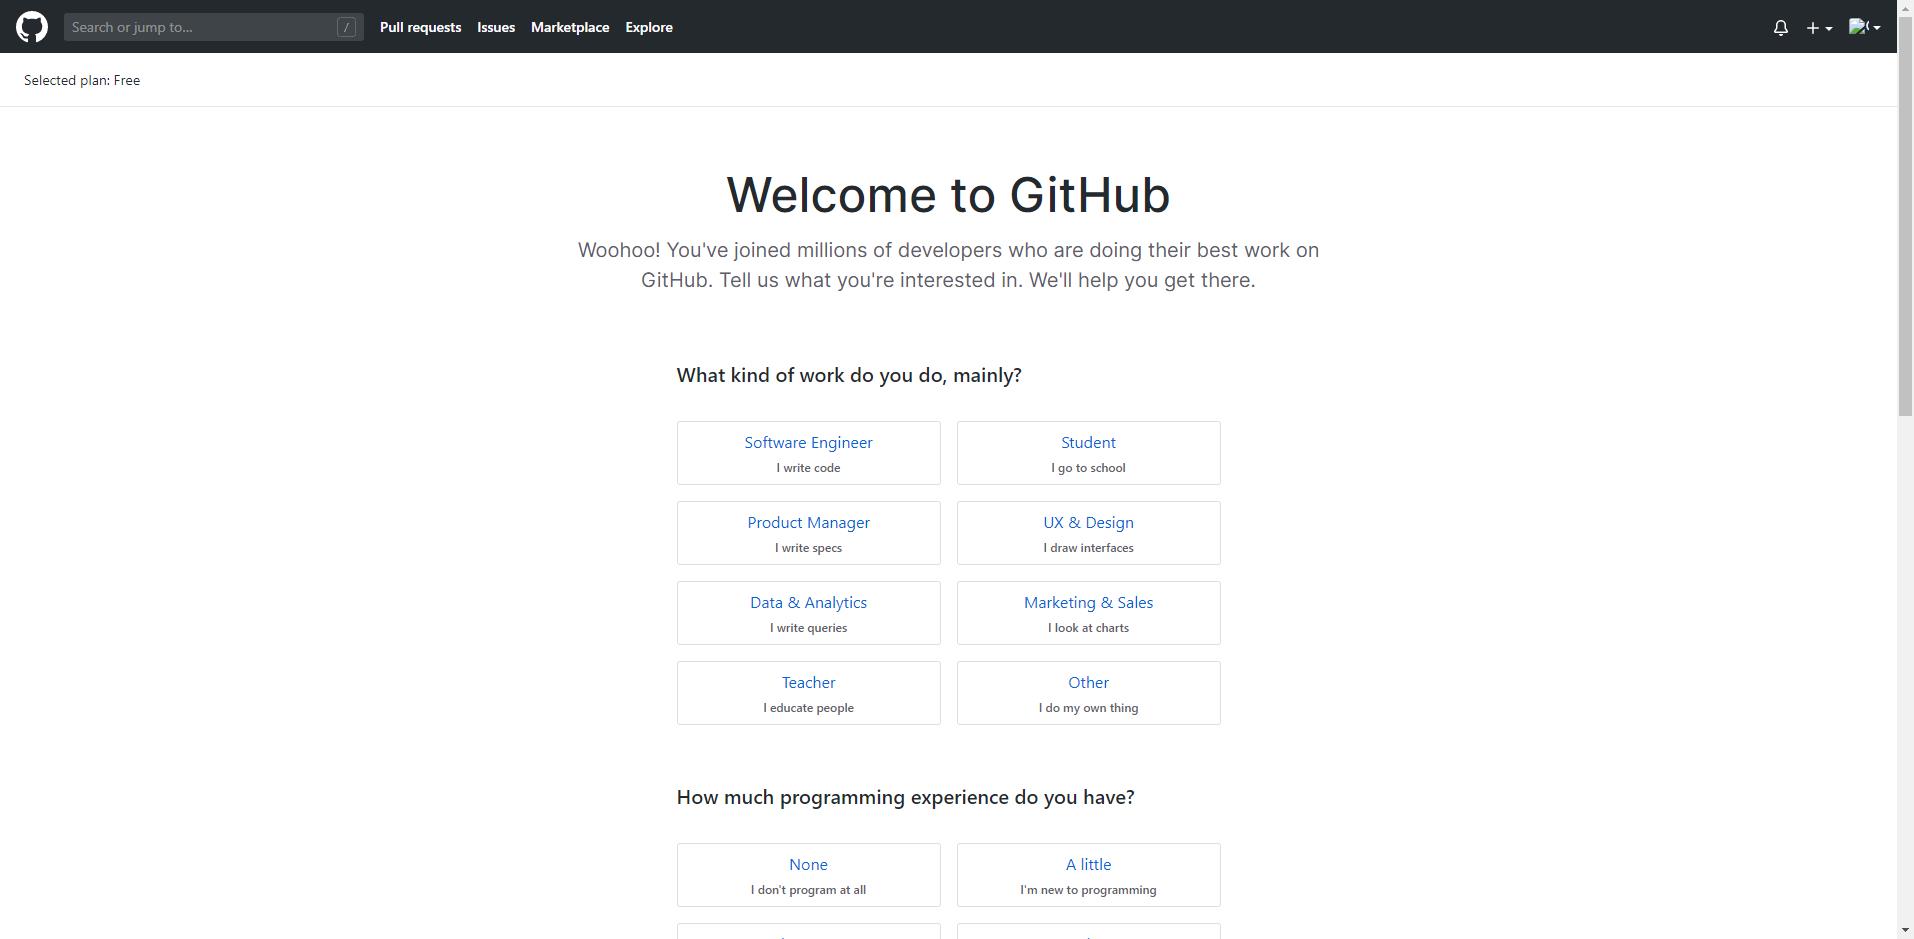 Search or jump to...
/
Pull requests
Issues
Marketplace
Explore
Selected plan: Free
Welcome to GitHub
Woohoo! You've joined millions of developers who are doing their best work on
GitHub. Tell us what you're interested in. We'll help you get there.
What kind of work do you do, mainly?
Software Engineer
I write code
Student
I go to school
Product Manager
I write specs
UX & Design
I draw interfaces
Data & Analytics
I write queries
Marketing & Sales
I look at charts
Teacher
I educate people
Other
I do my own thing
How much programming experience do you have?
None
I don't program at all
A little
I'm new to programming